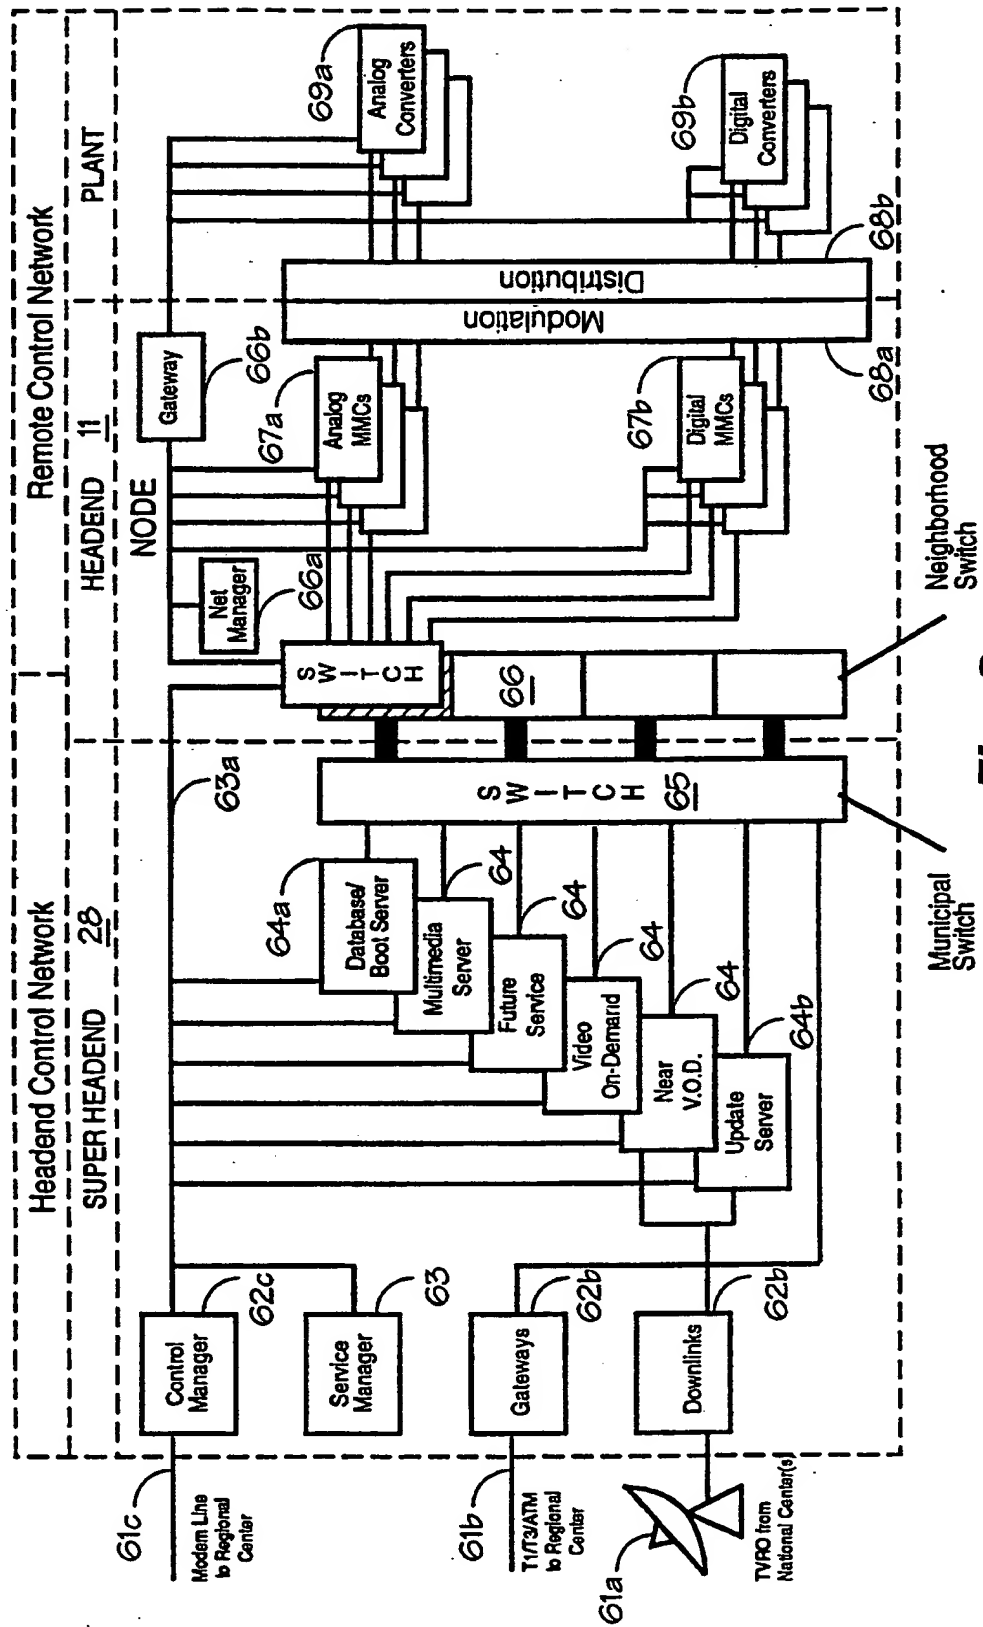 Headend Control Network
Remote Control Network
SUPER HEADEND 28
HEADEND 11
PLANT
NODE
61c
Modem Line
to Regional
Center
Control
Manager
62c
63a
Service
Manager
63
61b
T1/T3/ATM
to Regional
Center
Gateways
62b
61a
TVRO from
National Center(s)
Downlinks
62b
64a
Database/
Boot Server
Multimedia
Server
64
Future
Service
64
Video
On-Demand
64
Near
V.O.D.
64
Update
Server
64b
SWITCH 65
Municipal
Switch
SWITCH
66
Neighborhood
Switch
Net
Manager
66a
Gateway
66b
67a
Analog
MMCs
67b
Digital
MMCs
Modulation
68a
Distribution
68b
69a
Analog
Converters
69b
Digital
Converters